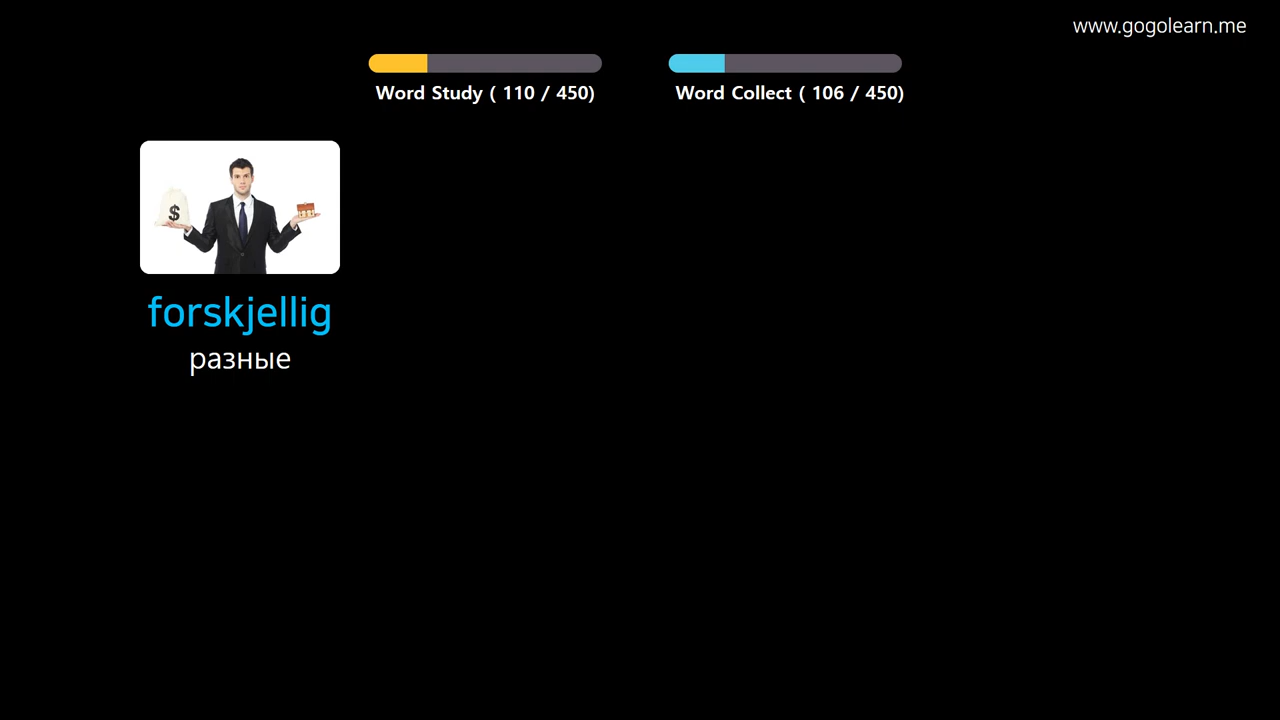 www.gogolearn.me
Word Study ( 110 / 450)
Word Collect ( 106 / 450)
$
forskjellig
разные